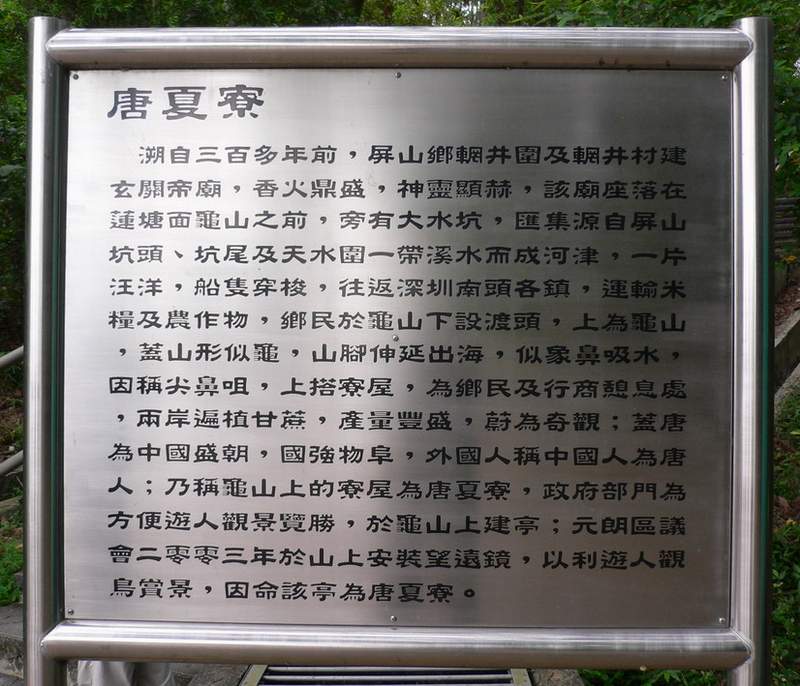 唐夏寮
溯自三百多年前，屏山鄉輞井圍及輞井村建
玄關帝廟，香火鼎盛，神靈顯赫，該廟座落在
蓮塘面龜山之前，旁有大水坑，匯集源自屏山
坑頭、坑尾及天水圍一帶溪水而成河津，一片
汪洋，船隻穿梭，往返深圳南頭各鎮，運輸米
糧及農作物，鄉民於龜山下設渡頭，上為龜山
，蓋山形似龜，山腳伸延出海，似象鼻吸水，
因稱尖鼻咀，上搭寮屋，為鄉民及行商憩息處
，兩岸遍植甘蔗，產量豐盛，蔚為奇觀；蓋唐
為中國盛朝，國強物阜，外國人稱中國人為唐
人；乃稱龜山上的寮屋為唐夏寮，政府部門為
方便遊人觀景覽勝，於龜山上建亭；元朗區議
會二零零三年於山上安裝望遠鏡，以利遊人觀
鳥賞景，因命該亭為唐夏寮。